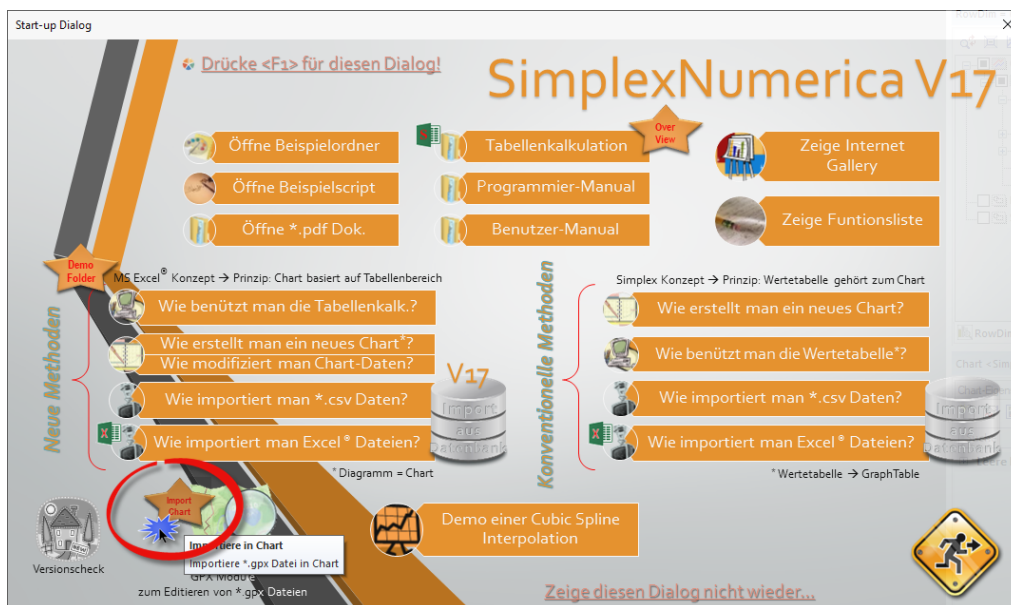 Start-up Dialog
Drücke <F1> für diesen Dialog!
SimplexNumerica V17
Öffne Beispielordner
Tabellenkalkulation
Over
View
Zeige Internet
Gallery
Öffne Beispielscript
Programmier-Manual
Zeige Funtionsliste
Öffne *.pdf Dok.
Benutzer-Manual
Demo
Folder
MS Excel® Konzept → Prinzip: Chart basiert auf Tabellenbereich
Neue Methoden
Wie benützt man die Tabellenkalk.?
Wie erstellt man ein neues Chart*?
Wie modifiziert man Chart-Daten?
Wie importiert man *.csv Daten?
Wie importiert man Excel® Dateien?
V17
Import
aus
Datenbank
* Diagramm = Chart
Simplex Konzept → Prinzip: Wertetabelle gehört zum Chart
Konventionelle Methoden
Wie erstellt man ein neues Chart?
Wie benützt man die Wertetabelle*?
Wie importiert man *.csv Daten?
Wie importiert man Excel® Dateien?
Import
aus
Datenbank
* Wertetabelle → GraphTable
Import
Chart
NEW
Versionscheck
Importiere in Chart
Importiere *.gpx Datei in Chart
GPX Module
zum Editieren von *.gpx Dateien
Demo einer Cubic Spline
Interpolation
Zeige diesen Dialog nicht wieder...